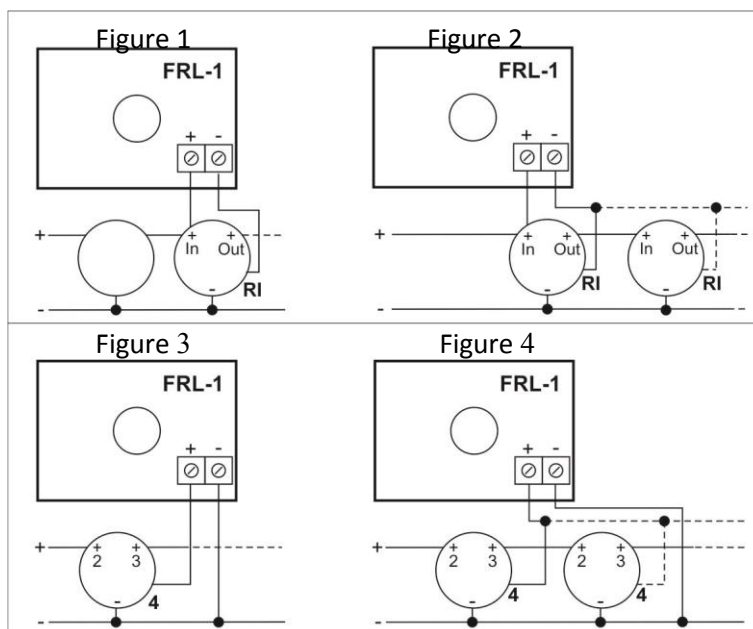 Figure 1
FRL-1
+ -
+
+ +
In Out
RI
-
-
Figure 2
FRL-1
+ -
+
+ + + +
In Out In Out
RI RI
- -
-
Figure 3
FRL-1
+ -
+
+ +
2 3
4
-
-
Figure 4
FRL-1
+ -
+
+ + + +
2 3 2 3
4 4
- -
-